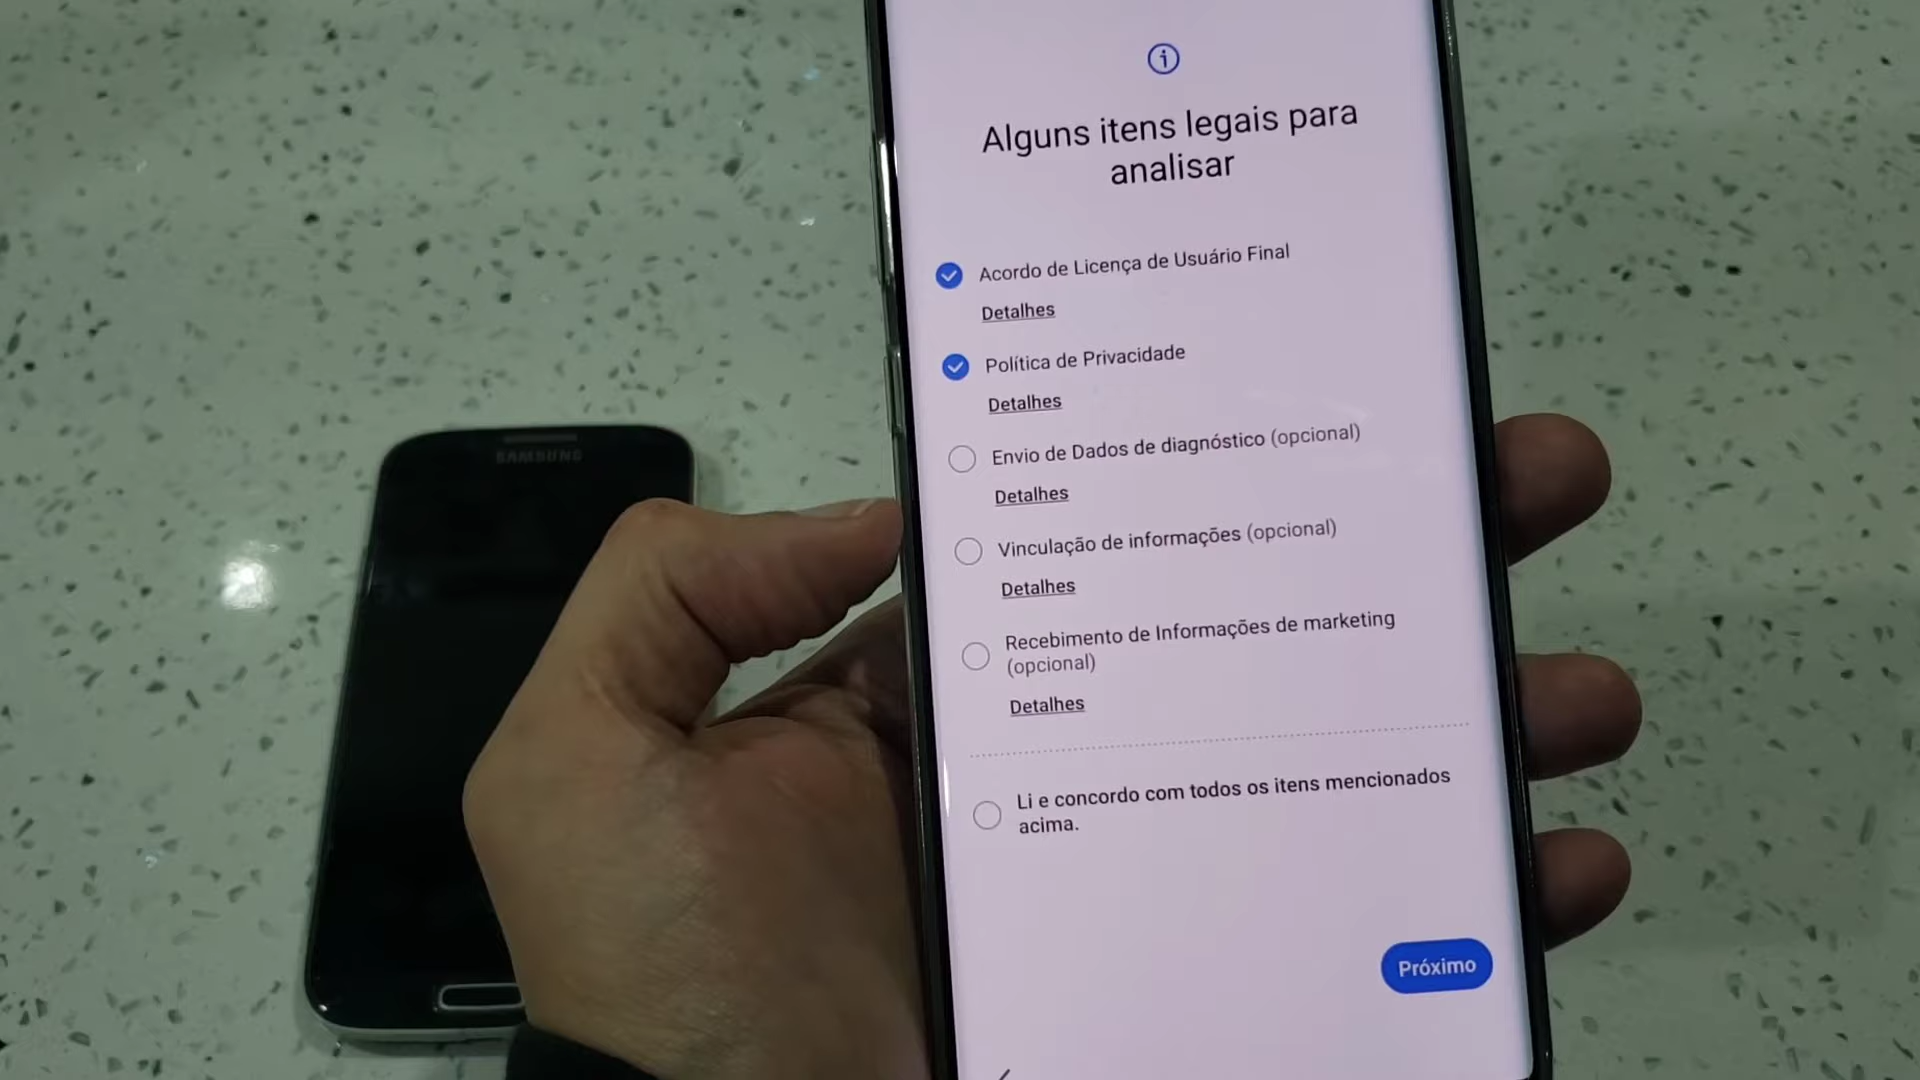 Alguns itens legais para
analisar
Acordo de Licença de Usuário Final
Detalhes
Política de Privacidade
Detalhes
Envio de Dados de diagnóstico (opcional)
Detalhes
Vinculação de informações (opcional)
Detalhes
Recebimento de Informações de marketing
(opcional)
Detalhes
Li e concordo com todos os itens mencionados
acima.
Próximo
SAMSUNG